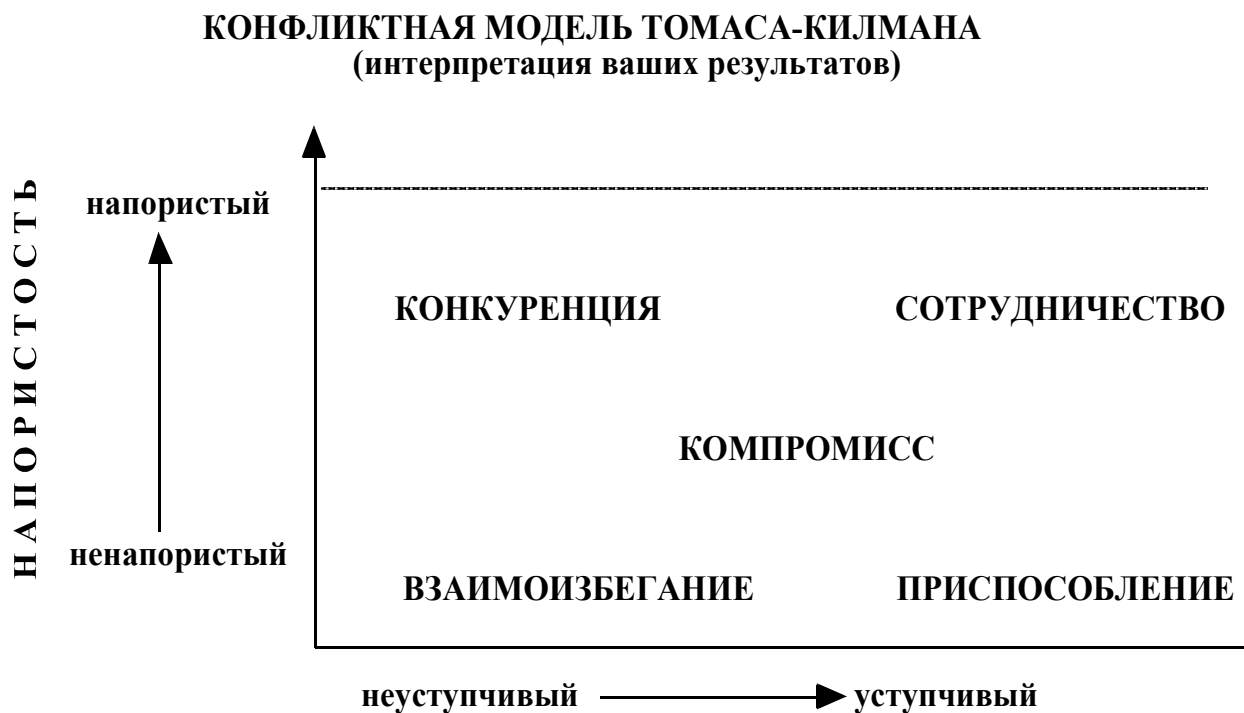 КОНФЛИКТНАЯ МОДЕЛЬ ТОМАСА-КИЛМАНА
(интерпретация ваших результатов)
НАПОРИСТОСТЬ
напористый
КОНКУРЕНЦИЯ СОТРУДНИЧЕСТВО
КОМПРОМИСС
ненапористый
ВЗАИМОИЗБЕГАНИЕ ПРИСПОСОБЛЕНИЕ
неуступчивый уступчивый